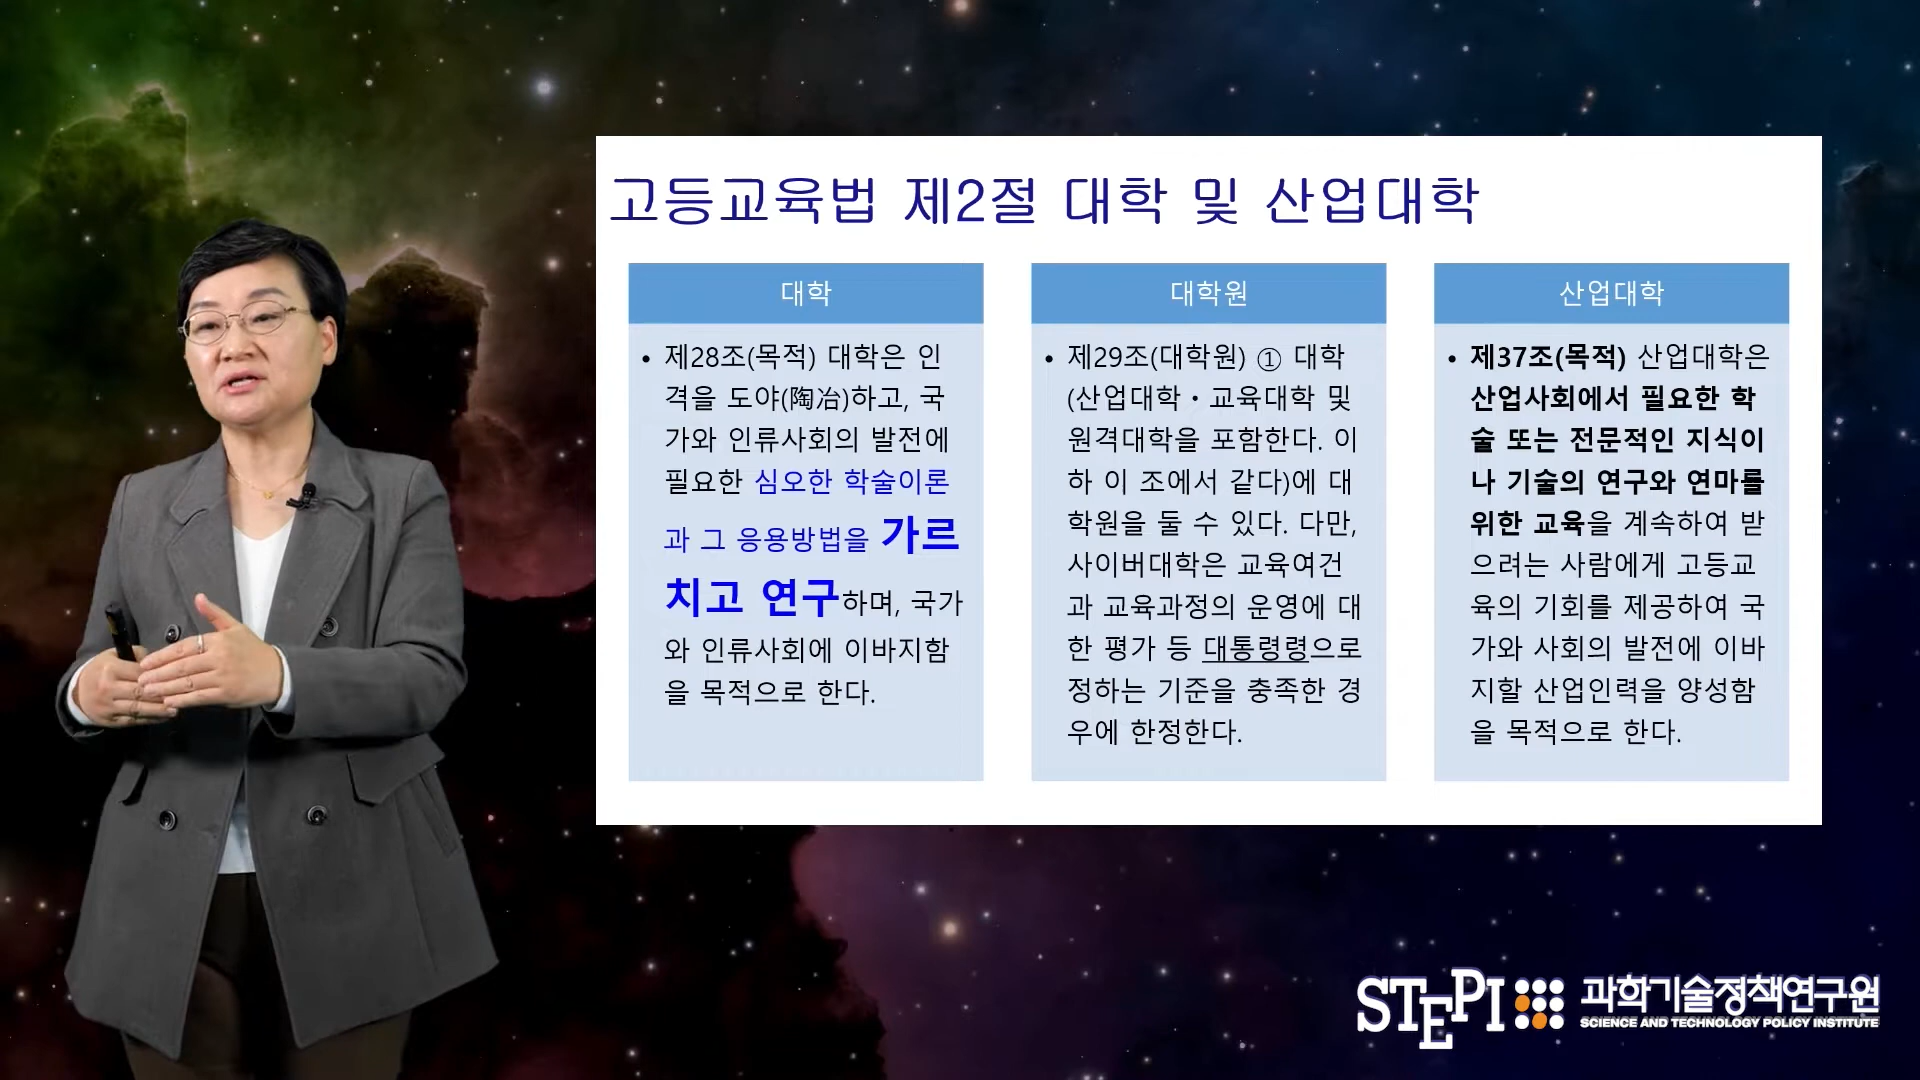 고등교육법 제2절 대학 및 산업대학
대학
• 제28조(목적) 대학은 인
격을 도야(陶冶)하고, 국
가와 인류사회의 발전에
필요한 심오한 학술이론
과 그 응용방법을 가르
치고 연구하며, 국가
와 인류사회에 이바지함
을 목적으로 한다.
대학원
• 제29조(대학원) ① 대학
(산업대학·교육대학 및
원격대학을 포함한다. 이
하 이 조에서 같다)에 대
학원을 둘 수 있다. 다만,
사이버대학은 교육여건
과 교육과정의 운영에 대
한 평가 등 대통령령으로
정하는 기준을 충족한 경
우에 한정한다.
산업대학
• 제37조(목적) 산업대학은
산업사회에서 필요한 학
술 또는 전문적인 지식이
나 기술의 연구와 연마를
위한 교육을 계속하여 받
으려는 사람에게 고등교
육의 기회를 제공하여 국
가와 사회의 발전에 이바
지할 산업인력을 양성함
을 목적으로 한다.
STEPI 과학기술정책연구원
SCIENCE AND TECHNOLOGY POLICY INSTITUTE